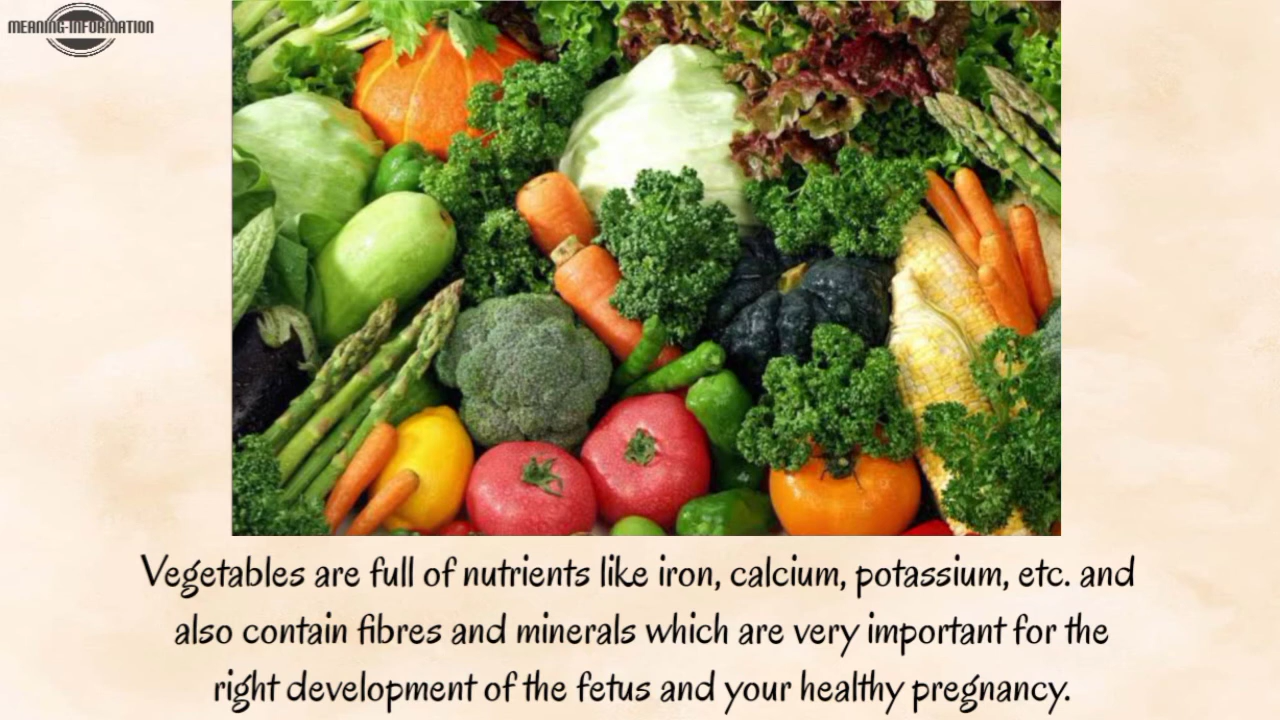 MEANING-INFORMATION
Vegetables are full of nutrients like iron, calcium, potassium, etc. and
also contain fibres and minerals which are very important for the
right development of the fetus and your healthy pregnancy.